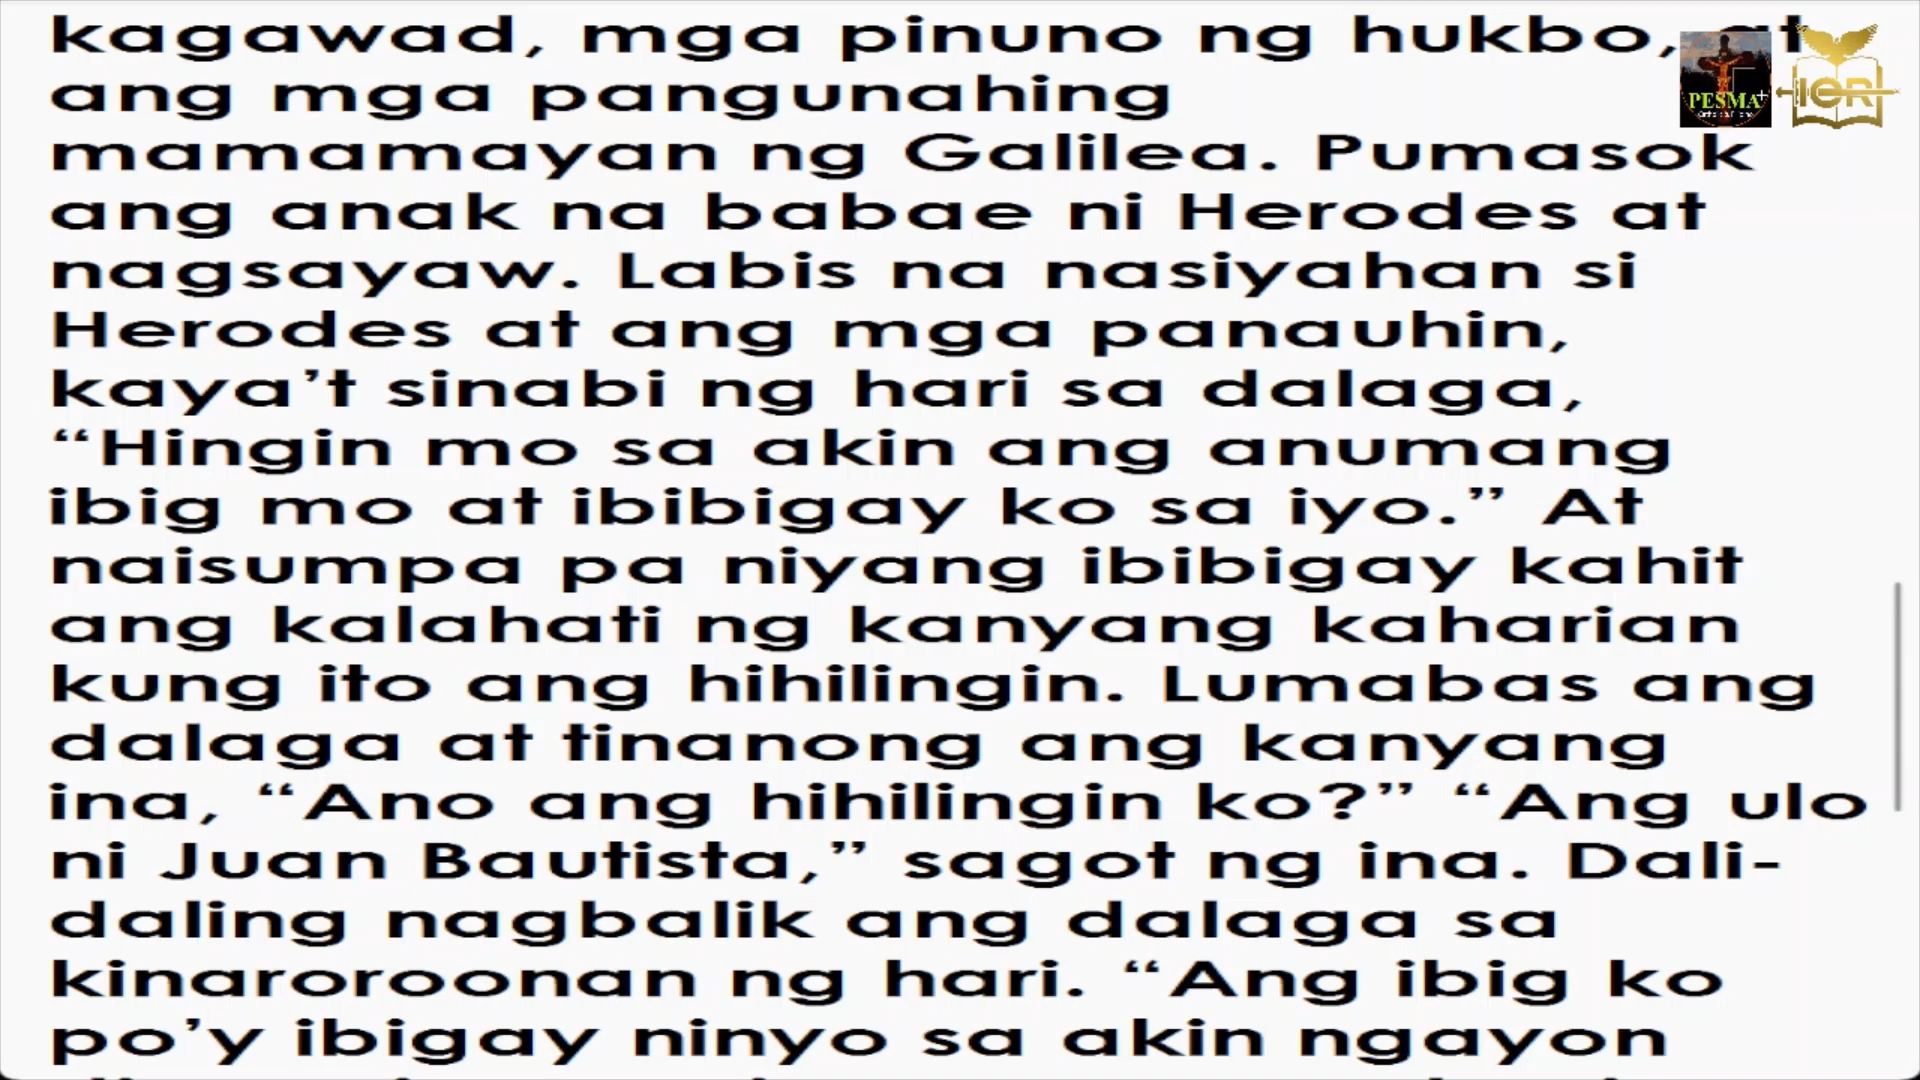 kagawad, mga pinuno ng hukbo, at
ang mga pangunahing
mamamayan ng Galilea. Pumasok
ang anak na babae ni Herodes at
nagsayaw. Labis na nasiyahan si
Herodes at ang mga panauhin,
kaya’t sinabi ng hari sa dalaga,
“Hingin mo sa akin ang anumang
ibig mo at ibibigay ko sa iyo.” At
naisumpa pa niyang ibibigay kahit
ang kalahati ng kanyang kaharian
kung ito ang hihilingin. Lumabas ang
dalaga at tinanong ang kanyang
ina, “Ano ang hihilingin ko?” “Ang ulo
ni Juan Bautista,” sagot ng ina. Dali-
daling nagbalik ang dalaga sa
kinaroroonan ng hari. “Ang ibig ko
po’y ibigay ninyo sa akin ngayon
PESMA